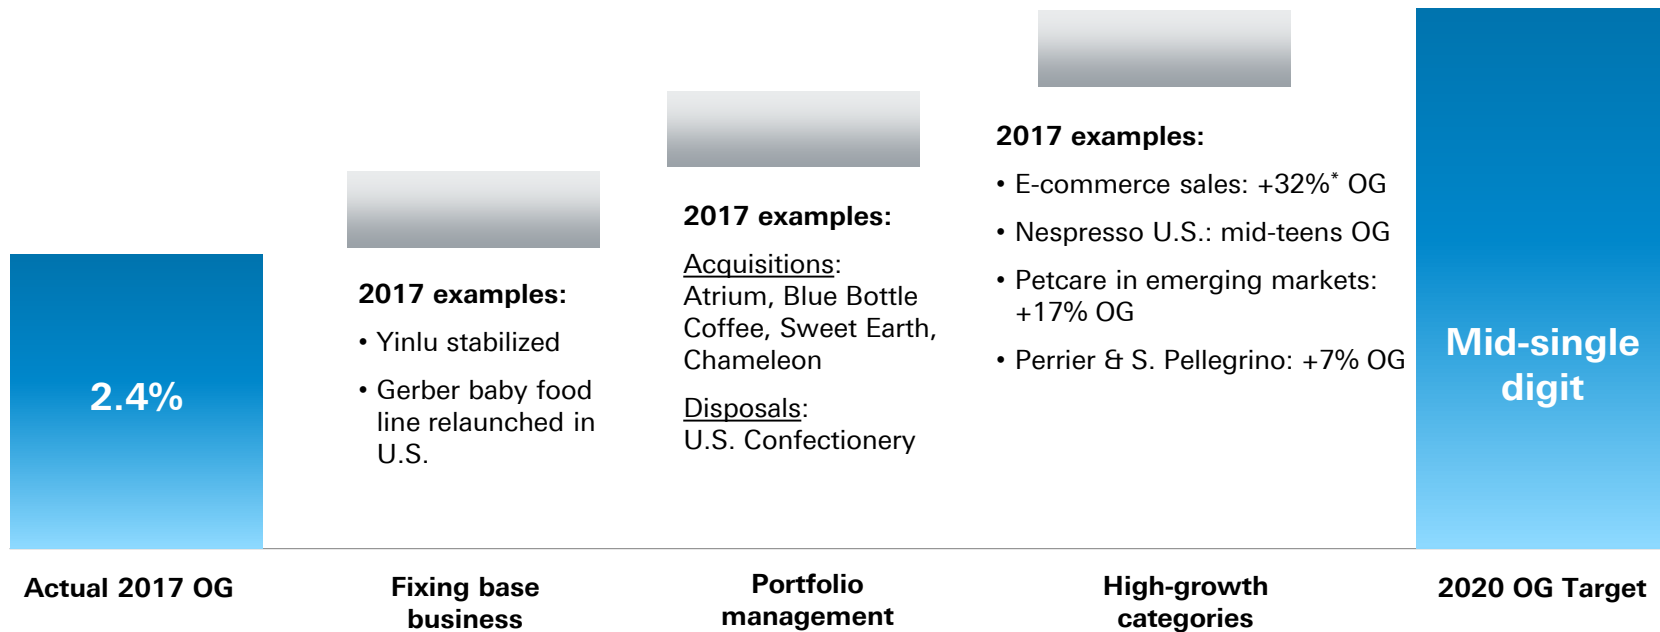 2.4%
Actual 2017 OG
2017 examples:
• Yinlu stabilized
• Gerber baby food
line relaunched in
U.S.
Fixing base
business
2017 examples:
Acquisitions:
Atrium, Blue Bottle
Coffee, Sweet Earth,
Chameleon
Disposals:
U.S. Confectionery
Portfolio
management
2017 examples:
• E-commerce sales: +32%* OG
• Nespresso U.S.: mid-teens OG
• Petcare in emerging markets:
+17% OG
• Perrier & S. Pellegrino: +7% OG
High-growth
categories
Mid-single
digit
2020 OG Target